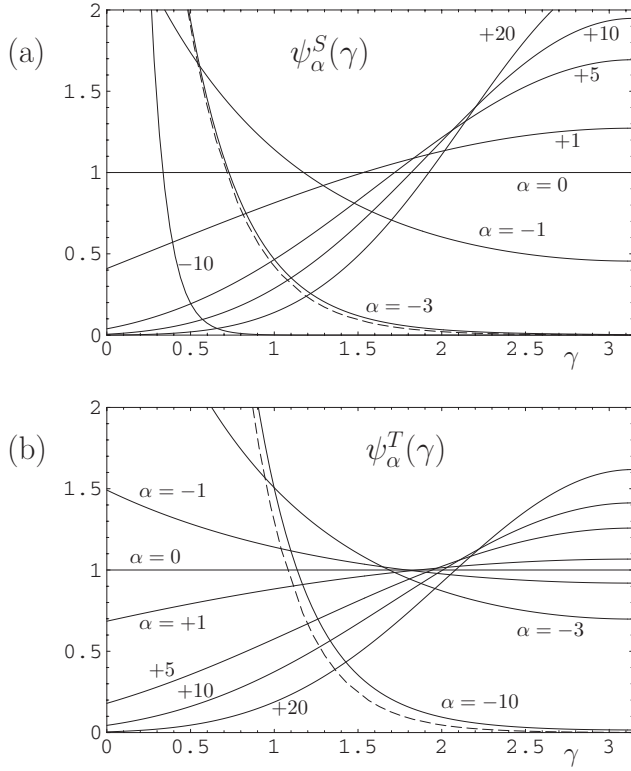 (a)
ψ_α^S(γ)
2
1.5
1
0.5
0
+20
+10
+5
+1
α = 0
α = −1
−10
α = −3
0 0.5 1 1.5 2 2.5 3
γ
(b)
ψ_α^T(γ)
2
1.5
1
0.5
0
α = −1
α = 0
α = +1
α = −3
+5
+10
+20
α = −10
0 0.5 1 1.5 2 2.5 3
γ